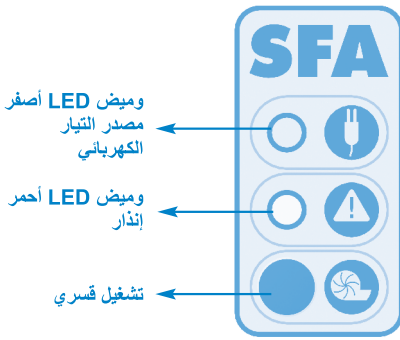 SFA
وميض LED أصفر
مصدر التيار
الكهربائي
وميض LED أحمر
إنذار
تشغيل قسري